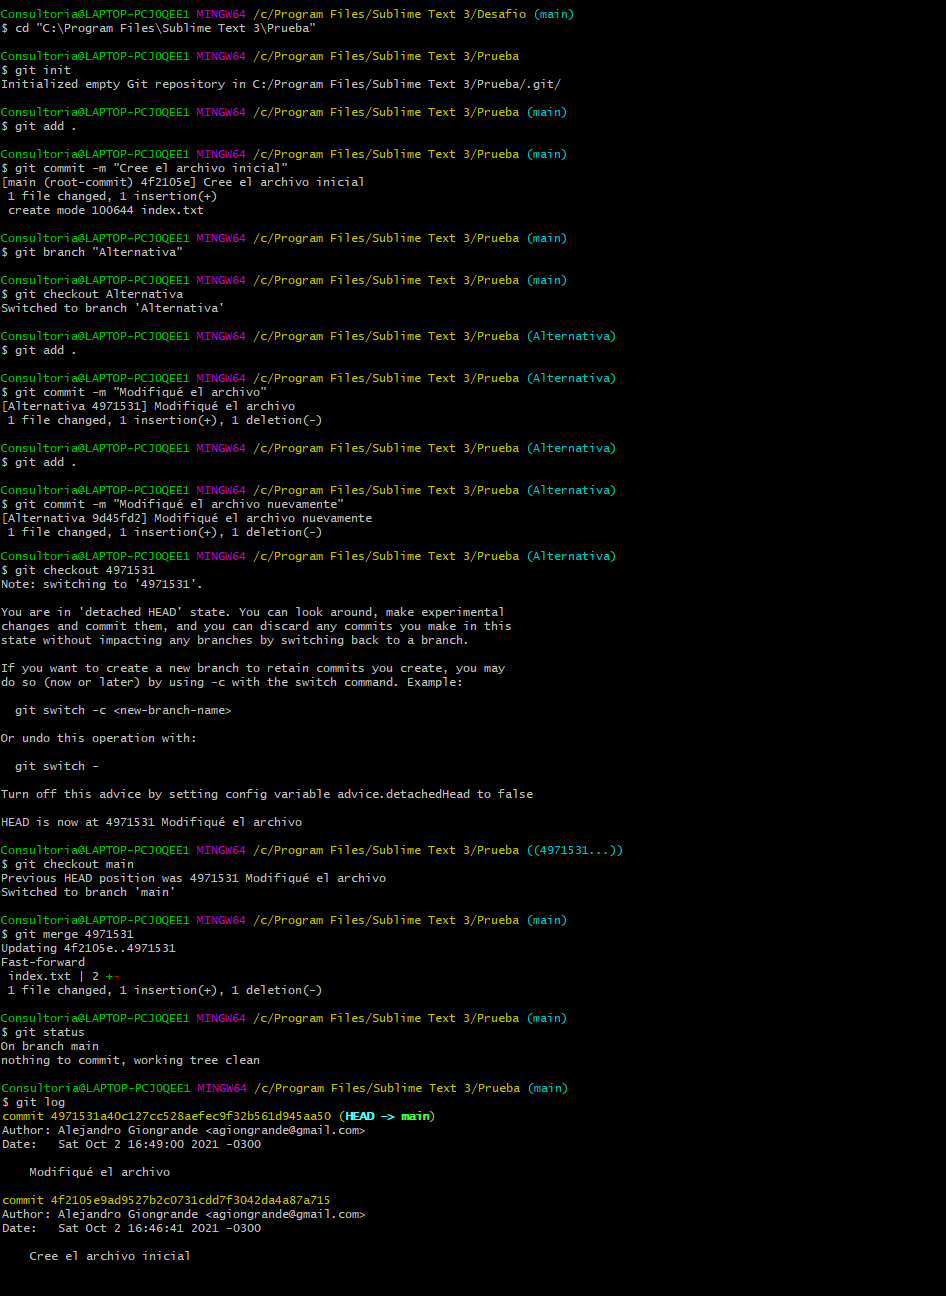 Consultoria@LAPTOP-PCJOQEE1 MINGW64 /c/Program Files/Sublime Text 3/Desafio (main)
$ cd "C:\Program Files\Sublime Text 3\Prueba"
Consultoria@LAPTOP-PCJOQEE1 MINGW64 /c/Program Files/Sublime Text 3/Prueba
$ git init
Initialized empty Git repository in C:/Program Files/Sublime Text 3/Prueba/.git/
Consultoria@LAPTOP-PCJOQEE1 MINGW64 /c/Program Files/Sublime Text 3/Prueba (main)
$ git add .
Consultoria@LAPTOP-PCJOQEE1 MINGW64 /c/Program Files/Sublime Text 3/Prueba (main)
$ git commit -m "Cree el archivo inicial"
[main (root-commit) 4f2105e] Cree el archivo inicial
 1 file changed, 1 insertion(+)
 create mode 100644 index.txt
Consultoria@LAPTOP-PCJOQEE1 MINGW64 /c/Program Files/Sublime Text 3/Prueba (main)
$ git branch "Alternativa"
Consultoria@LAPTOP-PCJOQEE1 MINGW64 /c/Program Files/Sublime Text 3/Prueba (main)
$ git checkout Alternativa
Switched to branch 'Alternativa'
Consultoria@LAPTOP-PCJOQEE1 MINGW64 /c/Program Files/Sublime Text 3/Prueba (Alternativa)
$ git add .
Consultoria@LAPTOP-PCJOQEE1 MINGW64 /c/Program Files/Sublime Text 3/Prueba (Alternativa)
$ git commit -m "Modifiqué el archivo"
[Alternativa 4971531] Modifiqué el archivo
 1 file changed, 1 insertion(+), 1 deletion(-)
Consultoria@LAPTOP-PCJOQEE1 MINGW64 /c/Program Files/Sublime Text 3/Prueba (Alternativa)
$ git add .
Consultoria@LAPTOP-PCJOQEE1 MINGW64 /c/Program Files/Sublime Text 3/Prueba (Alternativa)
$ git commit -m "Modifiqué el archivo nuevamente"
[Alternativa 9d45fd2] Modifiqué el archivo nuevamente
 1 file changed, 1 insertion(+), 1 deletion(-)
Consultoria@LAPTOP-PCJOQEE1 MINGW64 /c/Program Files/Sublime Text 3/Prueba (Alternativa)
$ git checkout 4971531
Note: switching to '4971531'.
You are in 'detached HEAD' state. You can look around, make experimental
changes and commit them, and you can discard any commits you make in this
state without impacting any branches by switching back to a branch.
If you want to create a new branch to retain commits you create, you may
do so (now or later) by using -c with the switch command. Example:
  git switch -c <new-branch-name>
Or undo this operation with:
  git switch -
Turn off this advice by setting config variable advice.detachedHead to false
HEAD is now at 4971531 Modifiqué el archivo
Consultoria@LAPTOP-PCJOQEE1 MINGW64 /c/Program Files/Sublime Text 3/Prueba ((4971531...))
$ git checkout main
Previous HEAD position was 4971531 Modifiqué el archivo
Switched to branch 'main'
Consultoria@LAPTOP-PCJOQEE1 MINGW64 /c/Program Files/Sublime Text 3/Prueba (main)
$ git merge 4971531
Updating 4f2105e..4971531
Fast-forward
 index.txt | 2 +-
 1 file changed, 1 insertion(+), 1 deletion(-)
Consultoria@LAPTOP-PCJOQEE1 MINGW64 /c/Program Files/Sublime Text 3/Prueba (main)
$ git status
On branch main
nothing to commit, working tree clean
Consultoria@LAPTOP-PCJOQEE1 MINGW64 /c/Program Files/Sublime Text 3/Prueba (main)
$ git log
commit 4971531a40c127cc528aefec9f32b561d945aa50 (HEAD -> main)
Author: Alejandro Giongrande <agiongrande@gmail.com>
Date:   Sat Oct 2 16:49:00 2021 -0300
    Modifiqué el archivo
commit 4f2105e9ad9527b2c0731cdd7f3042da4a87a715
Author: Alejandro Giongrande <agiongrande@gmail.com>
Date:   Sat Oct 2 16:46:41 2021 -0300
    Cree el archivo inicial